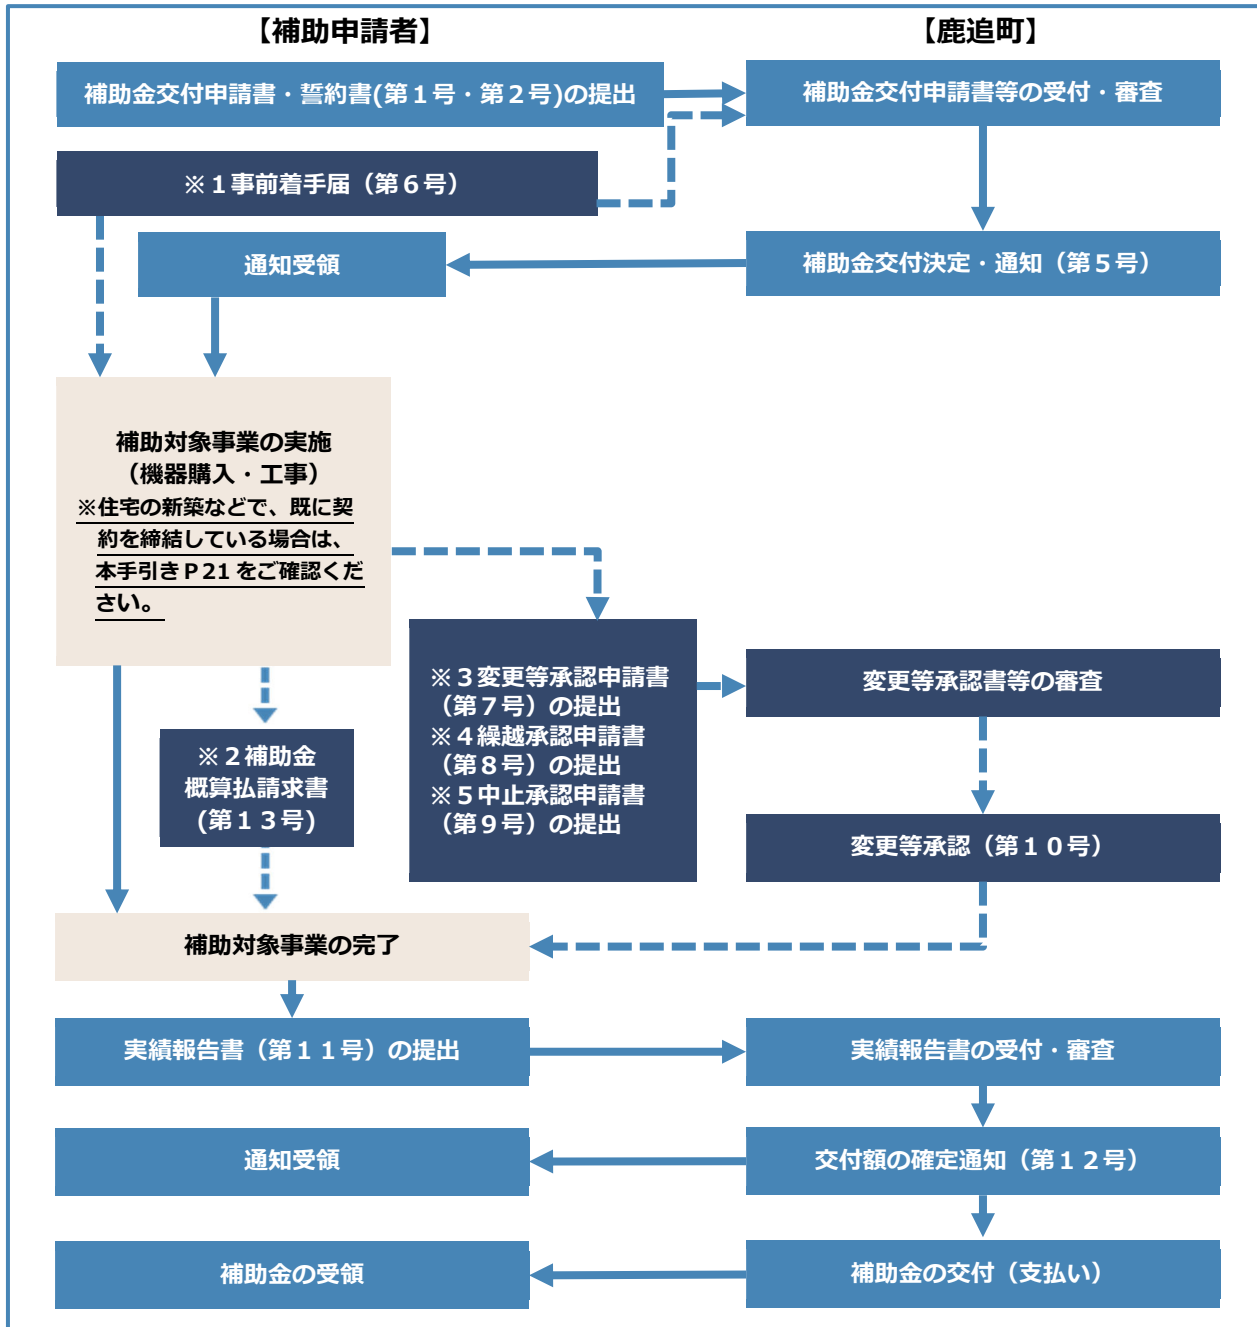 【補助申請者】
【鹿追町】
補助金交付申請書・誓約書(第１号・第２号)の提出
補助金交付申請書等の受付・審査
※１事前着手届（第６号）
通知受領
補助金交付決定・通知（第５号）
補助対象事業の実施
（機器購入・工事）
※住宅の新築などで、既に契
約を締結している場合は、
本手引きＰ21をご確認くだ
さい。
※３変更等承認申請書
（第７号）の提出
※４繰越承認申請書
（第８号）の提出
※５中止承認申請書
（第９号）の提出
変更等承認書等の審査
※２補助金
概算払請求書
(第１３号)
変更等承認（第１０号）
補助対象事業の完了
実績報告書（第１１号）の提出
実績報告書の受付・審査
通知受領
交付額の確定通知（第１２号）
補助金の受領
補助金の交付（支払い）